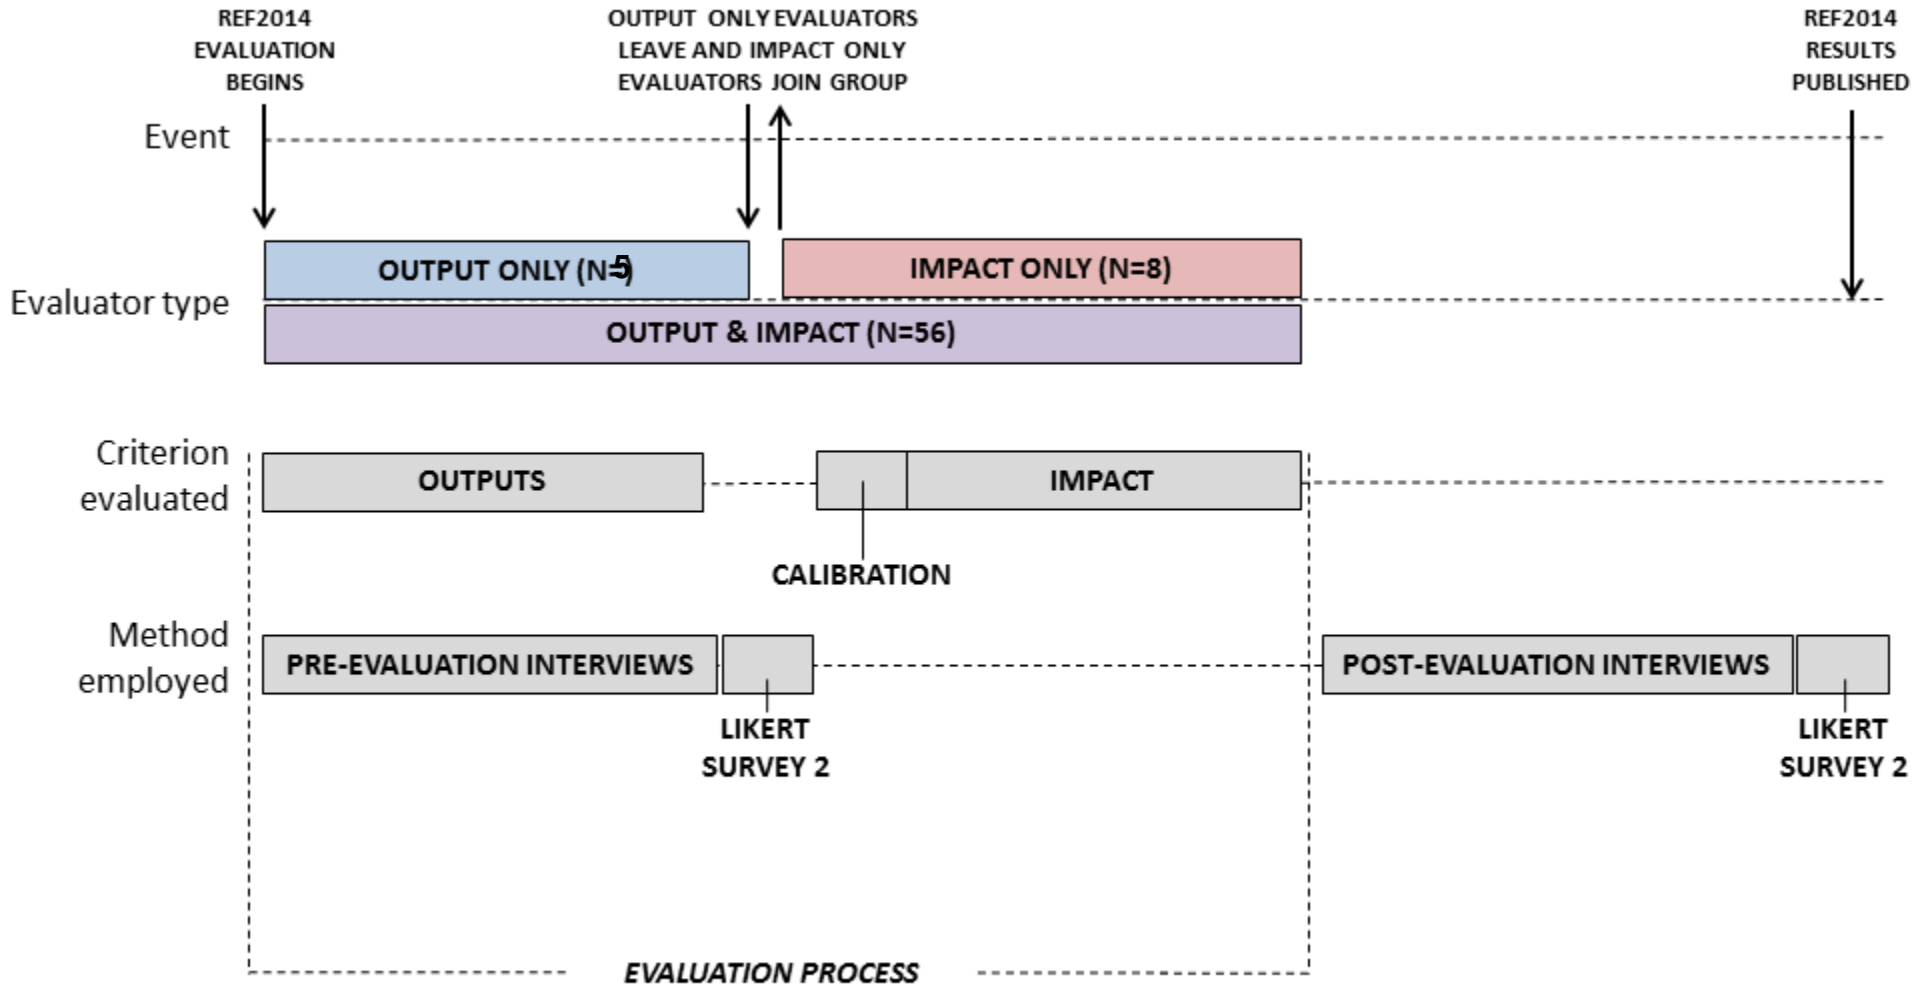 REF2014
EVALUATION
BEGINS
OUTPUT ONLY EVALUATORS
LEAVE AND IMPACT ONLY
EVALUATORS JOIN GROUP
REF2014
RESULTS
PUBLISHED
Event
OUTPUT ONLY (N=5)
IMPACT ONLY (N=8)
Evaluator type
OUTPUT & IMPACT (N=56)
Criterion
evaluated
OUTPUTS
IMPACT
CALIBRATION
Method
employed
PRE-EVALUATION INTERVIEWS
POST-EVALUATION INTERVIEWS
LIKERT
SURVEY 2
LIKERT
SURVEY 2
EVALUATION PROCESS